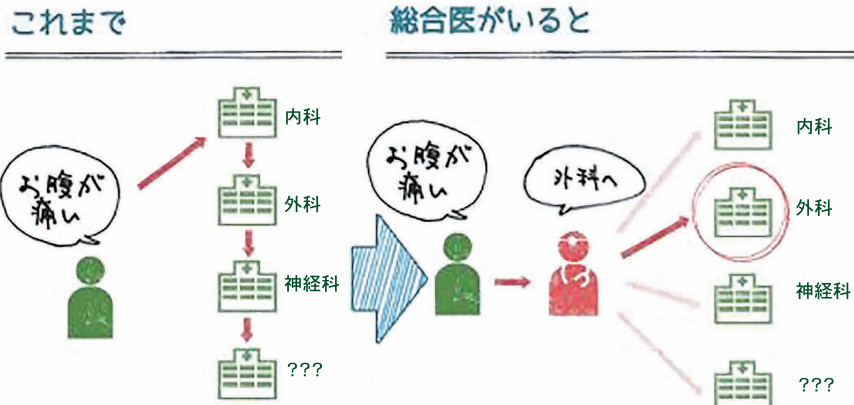 これまで
お腹が
痛い
内科
外科
神経科
???
総合医がいると
お腹が
痛い
外科へ
内科
外科
神経科
???